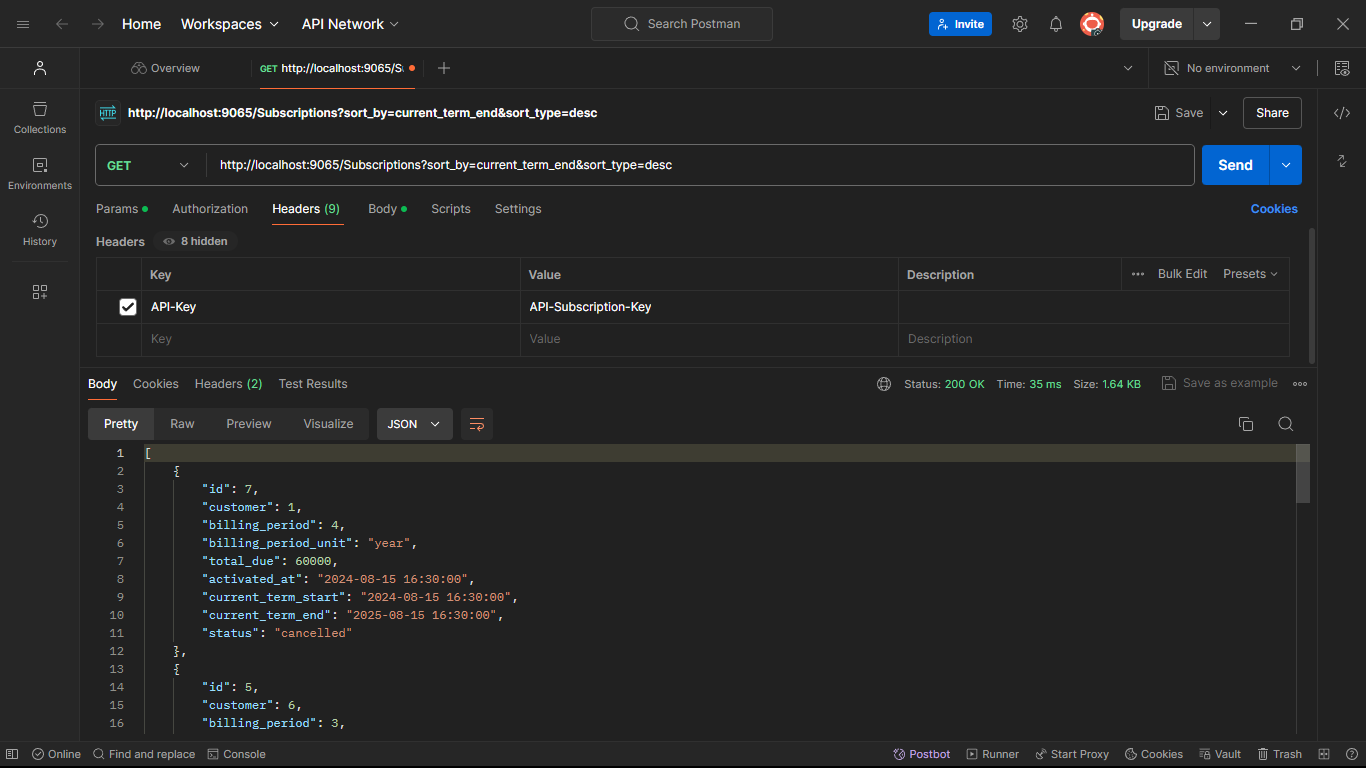 Home Workspaces API Network Search Postman Invite Upgrade
Overview GET http://localhost:9065/S No environment
http://localhost:9065/Subscriptions?sort_by=current_term_end&sort_type=desc Save Share
Collections
GET http://localhost:9065/Subscriptions?sort_by=current_term_end&sort_type=desc Send
Environments
Params Authorization Headers (9) Body Scripts Settings Cookies
History
Headers 8 hidden
Key Value Description Bulk Edit Presets
API-Key API-Subscription-Key
Key Value Description
Body Cookies Headers (2) Test Results Status: 200 OK Time: 35 ms Size: 1.64 KB Save as example
Pretty Raw Preview Visualize JSON
1 [
2 {
3 "id": 7,
4 "customer": 1,
5 "billing_period": 4,
6 "billing_period_unit": "year",
7 "total_due": 60000,
8 "activated_at": "2024-08-15 16:30:00",
9 "current_term_start": "2024-08-15 16:30:00",
10 "current_term_end": "2025-08-15 16:30:00",
11 "status": "cancelled"
12 },
13 {
14 "id": 5,
15 "customer": 6,
16 "billing_period": 3,
Online Find and replace Console Postbot Runner Start Proxy Cookies Vault Trash